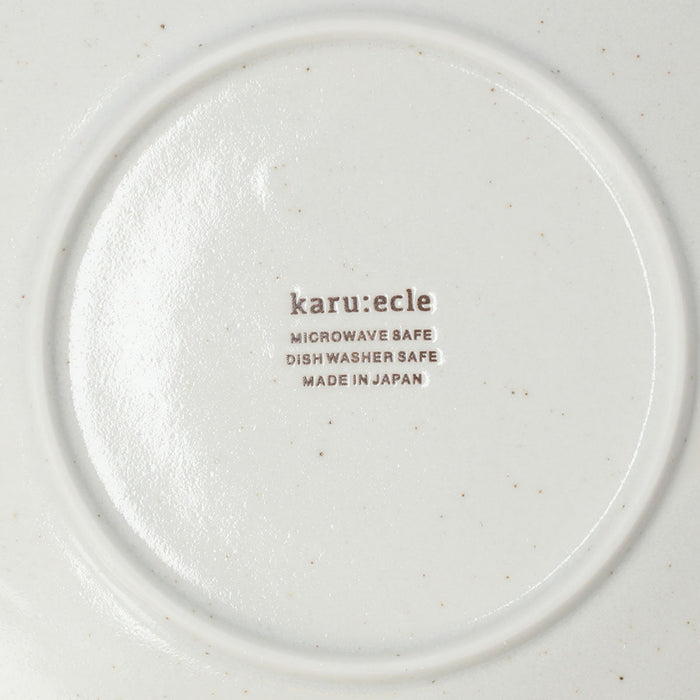 karu:ecle
MICROWAVE SAFE
DISH WASHER SAFE
MADE IN JAPAN